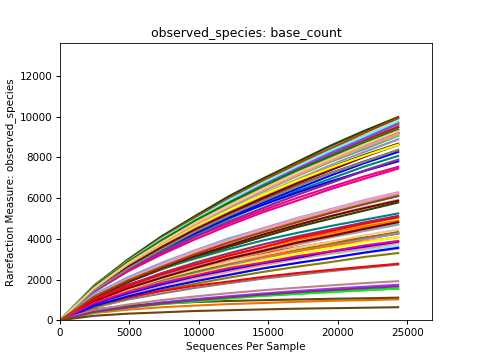 observed_species: base_count
12000
10000
8000
6000
4000
2000
0
0 5000 10000 15000 20000 25000
Rarefaction Measure: observed_species
Sequences Per Sample